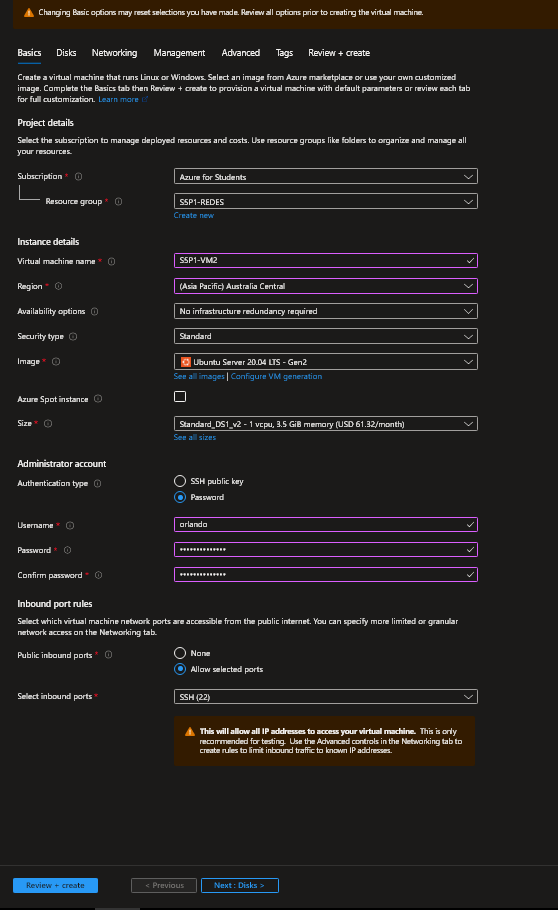 Changing Basic options may reset selections you have made. Review all options prior to creating the virtual machine.
Basics Disks Networking Management Advanced Tags Review + create
Create a virtual machine that runs Linux or Windows. Select an image from Azure marketplace or use your own customized
image. Complete the Basics tab then Review + create to provision a virtual machine with default parameters or review each tab
for full customization. Learn more
Project details
Select the subscription to manage deployed resources and costs. Use resource groups like folders to organize and manage all
your resources.
Subscription * Azure for Students
Resource group * SSP1-REDES
Create new
Instance details
Virtual machine name * SSP1-VM2
Region * (Asia Pacific) Australia Central
Availability options No infrastructure redundancy required
Security type Standard
Image * Ubuntu Server 20.04 LTS - Gen2
See all images | Configure VM generation
Azure Spot instance
Size * Standard_DS1_v2 - 1 vcpu, 3.5 GiB memory (USD 61.32/month)
See all sizes
Administrator account
Authentication type SSH public key
Password
Username * orlando
Password * ••••••••••••••
Confirm password * ••••••••••••••
Inbound port rules
Select which virtual machine network ports are accessible from the public internet. You can specify more limited or granular
network access on the Networking tab.
Public inbound ports * None
Allow selected ports
Select inbound ports * SSH (22)
This will allow all IP addresses to access your virtual machine. This is only
recommended for testing. Use the Advanced controls in the Networking tab to
create rules to limit inbound traffic to known IP addresses.
Review + create < Previous Next : Disks >